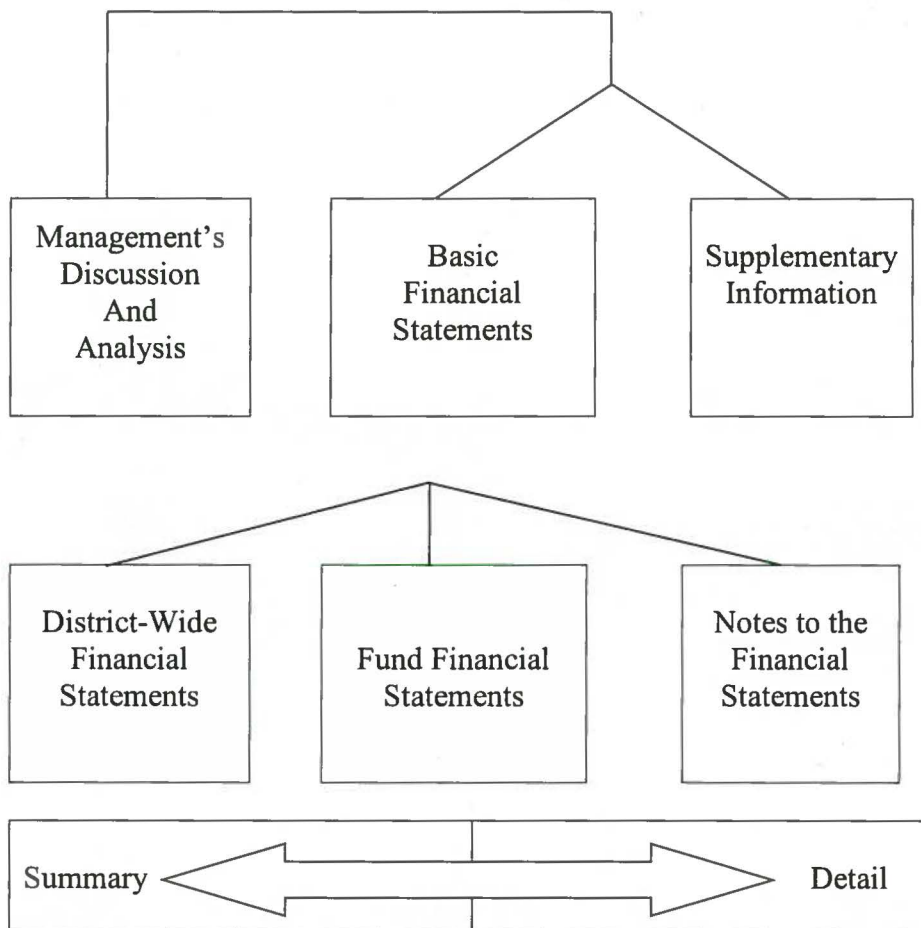 Management's
Discussion
And
Analysis
Basic
Financial
Statements
Supplementary
Information
District-Wide
Financial
Statements
Fund Financial
Statements
Notes to the
Financial
Statements
Summary
Detail